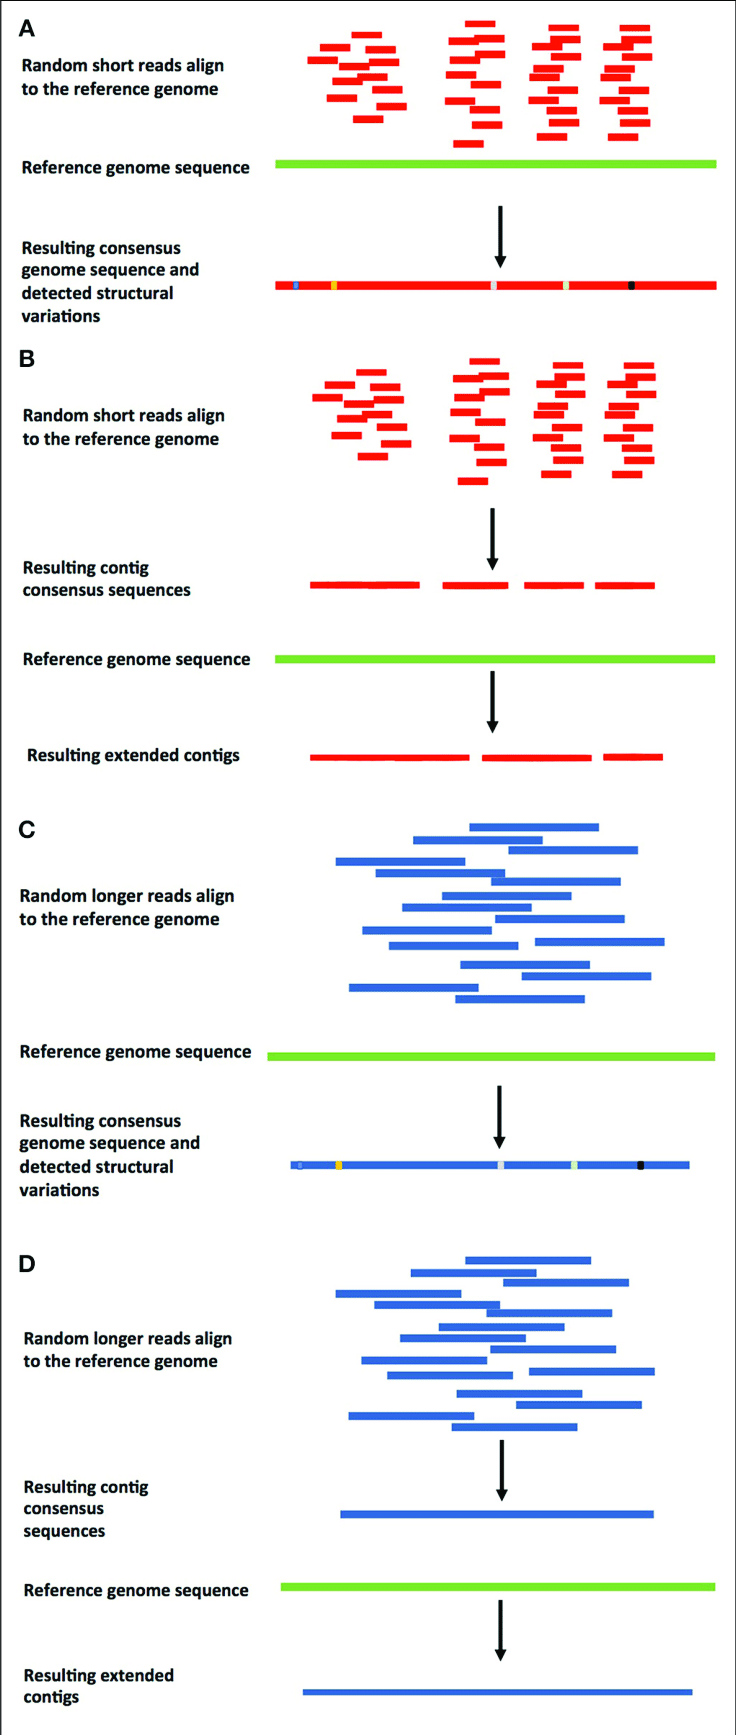 A
Random short reads align
to the reference genome
Reference genome sequence
Resulting consensus
genome sequence and
detected structural
variations
B
Random short reads align
to the reference genome
Resulting contig
consensus sequences
Reference genome sequence
Resulting extended contigs
C
Random longer reads align
to the reference genome
Reference genome sequence
Resulting consensus
genome sequence and
detected structural
variations
D
Random longer reads align
to the reference genome
Resulting contig
consensus
sequences
Reference genome sequence
Resulting extended
contigs